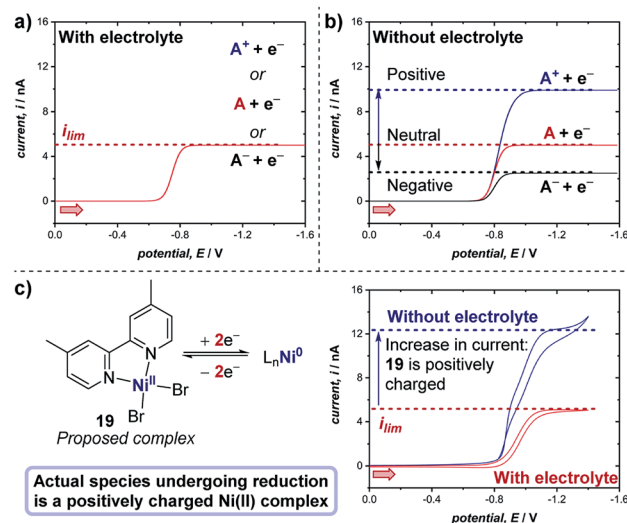 a)
With electrolyte
A⁺ + e⁻
or
A + e⁻
or
A⁻ + e⁻
i_lim
current, i / nA
16
12
8
4
0
0.0
-0.4
-0.8
-1.2
-1.6
potential, E / V
b)
Without electrolyte
Positive
A⁺ + e⁻
Neutral
A + e⁻
Negative
A⁻ + e⁻
current, i / nA
16
12
8
4
0
0.0
-0.4
-0.8
-1.2
-1.6
potential, E / V
c)
N
N
Ni^II
Br
Br
19
Proposed complex
+ 2e⁻
− 2e⁻
LₙNi⁰
Actual species undergoing reduction
is a positively charged Ni(II) complex
Without electrolyte
Increase in current:
19 is positively
charged
i_lim
With electrolyte
current, i / nA
16
12
8
4
0
0.0
-0.4
-0.8
-1.2
-1.6
potential, E / V